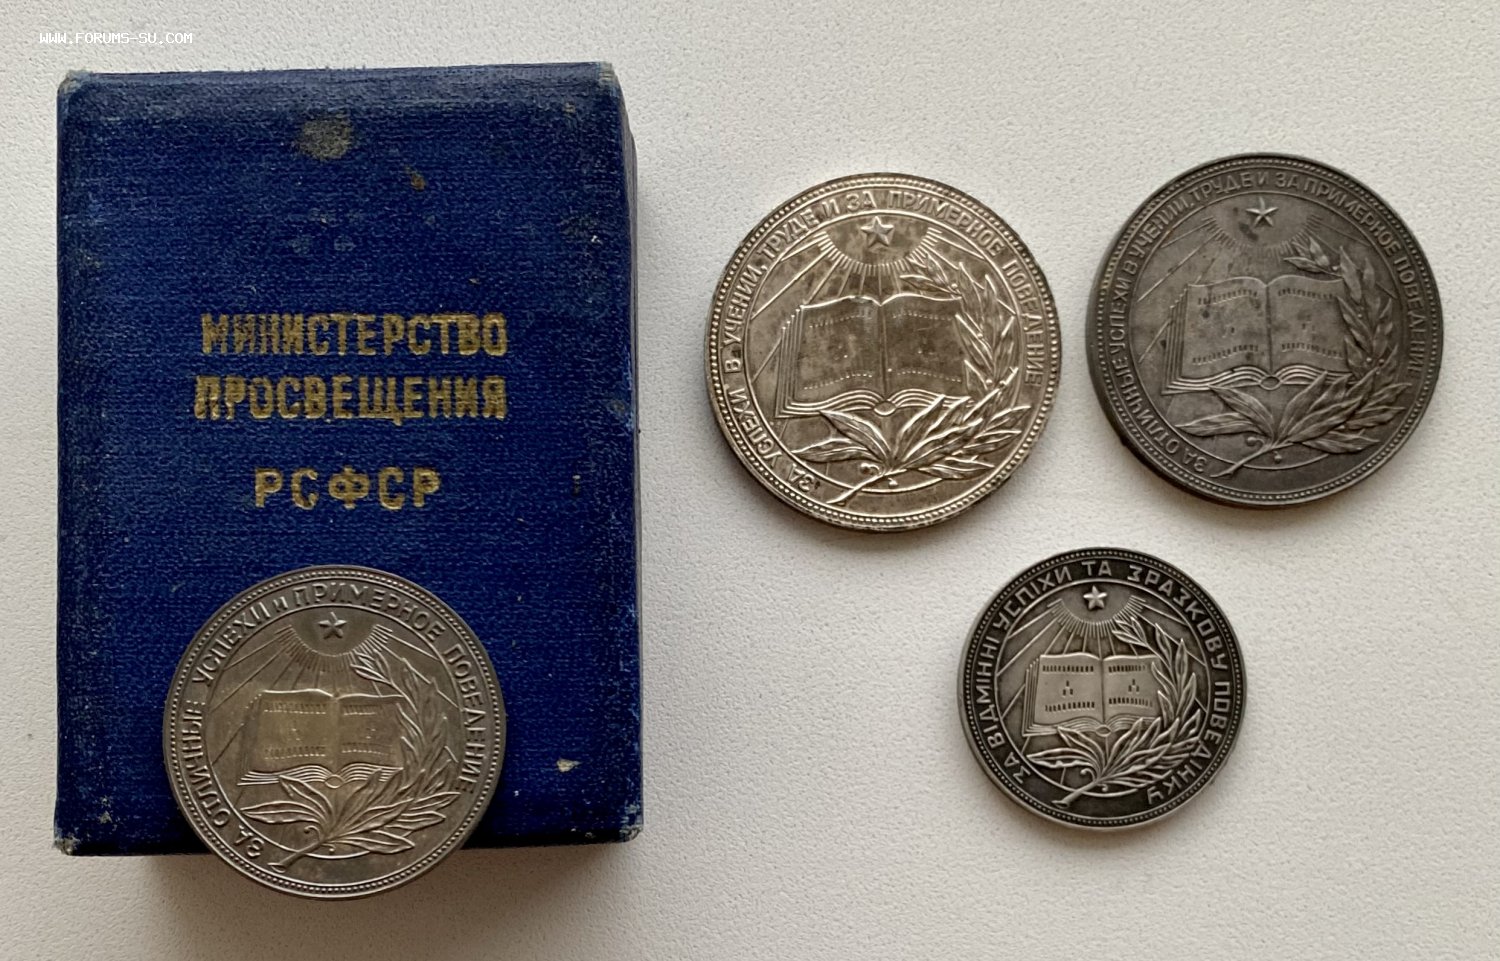 WWW.FORUMS-SU.COM
МИНИСТЕРСТВО
ПРОСВЕЩЕНИЯ
РСФСР
ЗА ОТЛИЧНЫЕ УСПЕХИ и ПРИМЕРНОЕ ПОВЕДЕНИЕ
ЗА УСПЕХИ В УЧЕНИИ, ТРУДЕ И ЗА ПРИМЕРНОЕ ПОВЕДЕНИЕ
ЗА ОТЛИЧНЫЕ УСПЕХИ В УЧЕНИИ, ТРУДЕ И ЗА ПРИМЕРНОЕ ПОВЕДЕНИЕ
ЗА ВІДМІННІ УСПІХИ ТА ЗРАЗКОВУ ПОВЕДІНКУ